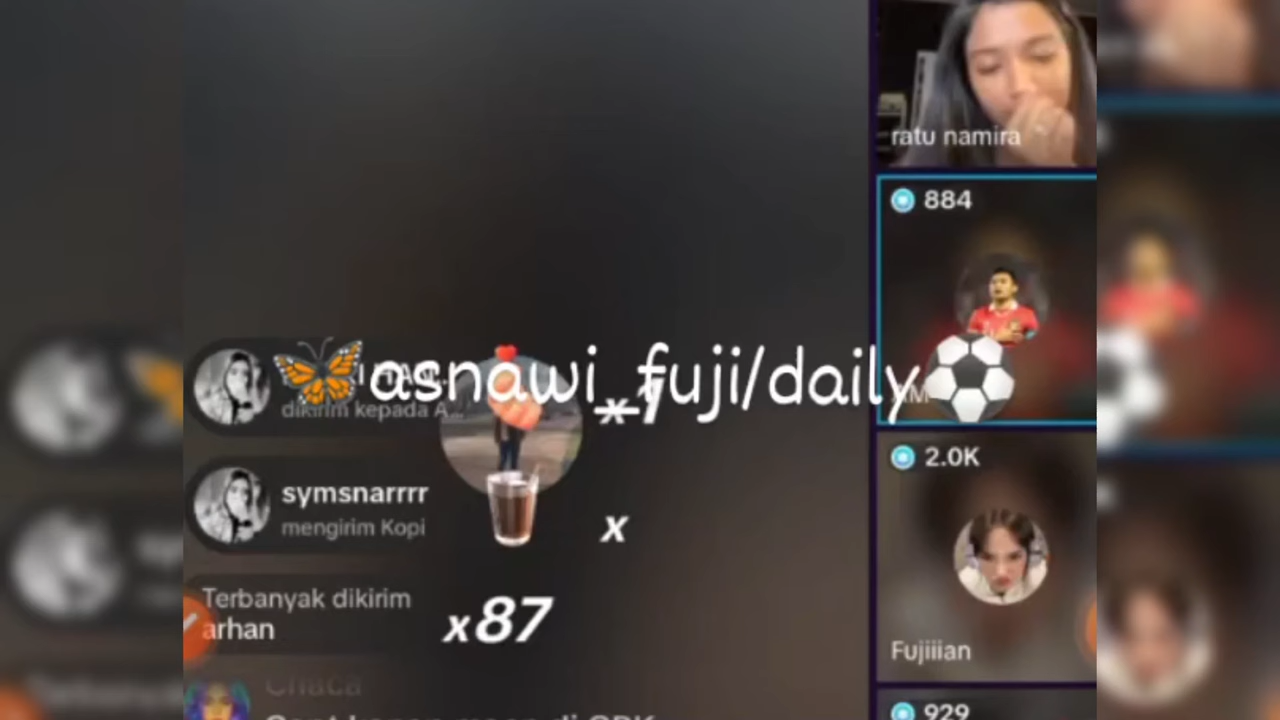 ratu namira
884
🦋 asnawi_fuji/daily
dikirim kepada A...
x1
symsnarrrr
mengirim Kopi
x
2.0K
Terbanyak dikirim
arhan
x87
Fujiiian
Chaca
929